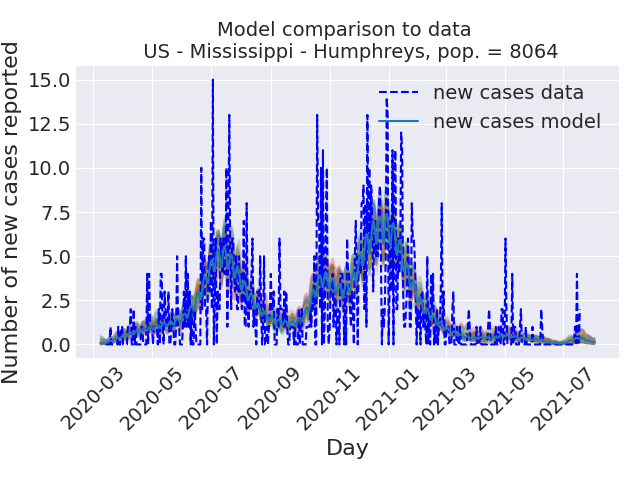 Model comparison to data
US - Mississippi - Humphreys, pop. = 8064
Number of new cases reported
15.0
12.5
10.0
7.5
5.0
2.5
0.0
new cases data
new cases model
2020-03
2020-05
2020-07
2020-09
2020-11
2021-01
2021-03
2021-05
2021-07
Day